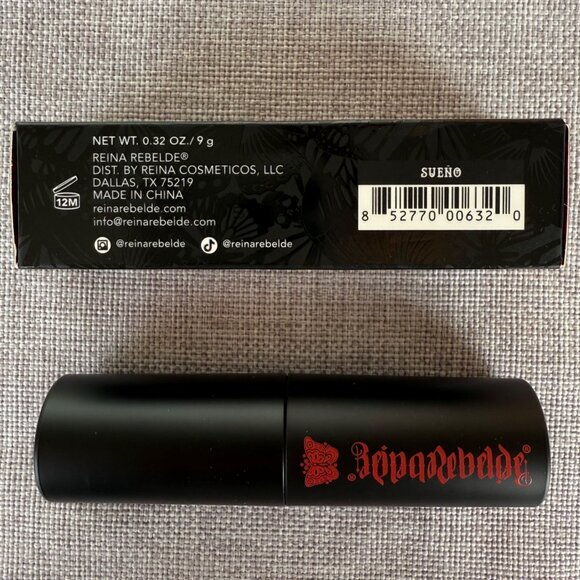 NET WT. 0.32 OZ./9 g
REINA REBELDE®
DIST. BY REINA COSMETICOS, LLC
DALLAS, TX 75219
MADE IN CHINA
reinarebelde.com
info@reinarebelde.com
@reinarebelde @reinarebelde
12M
SUEÑO
8 52770 00632 0
ReinaRebelde®